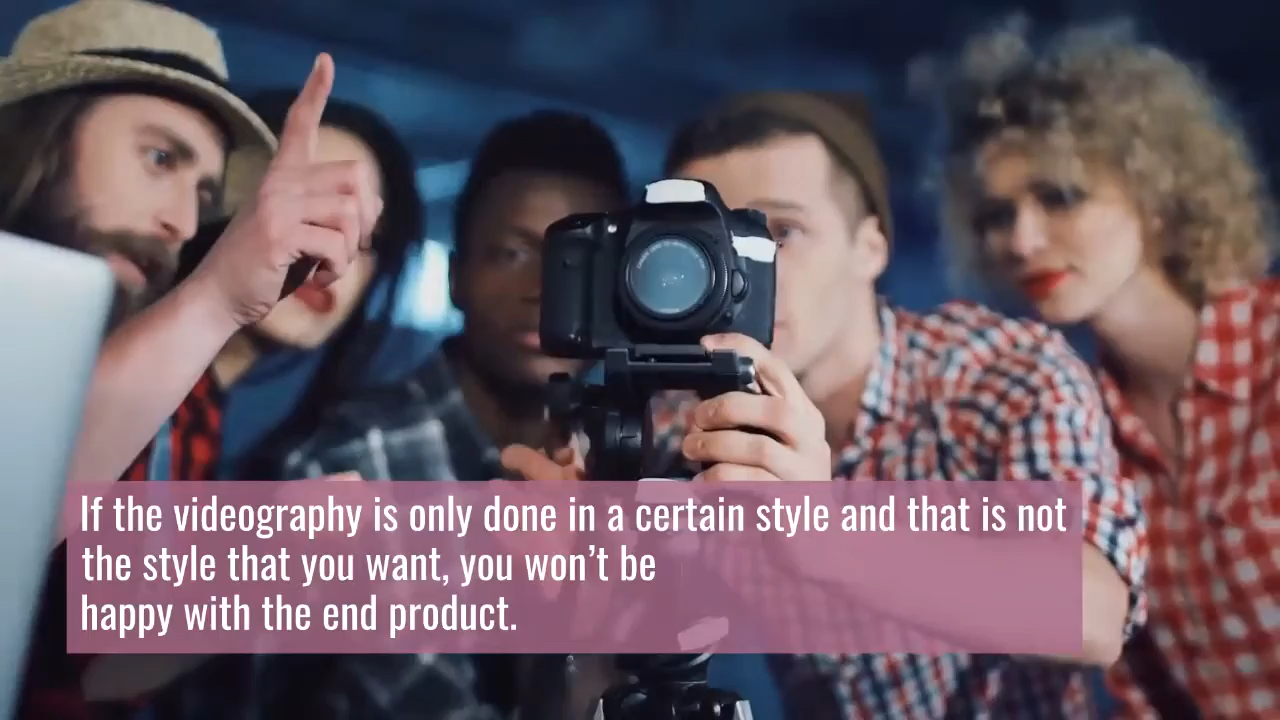 If the videography is only done in a certain style and that is not
the style that you want, you won’t be
happy with the end product.